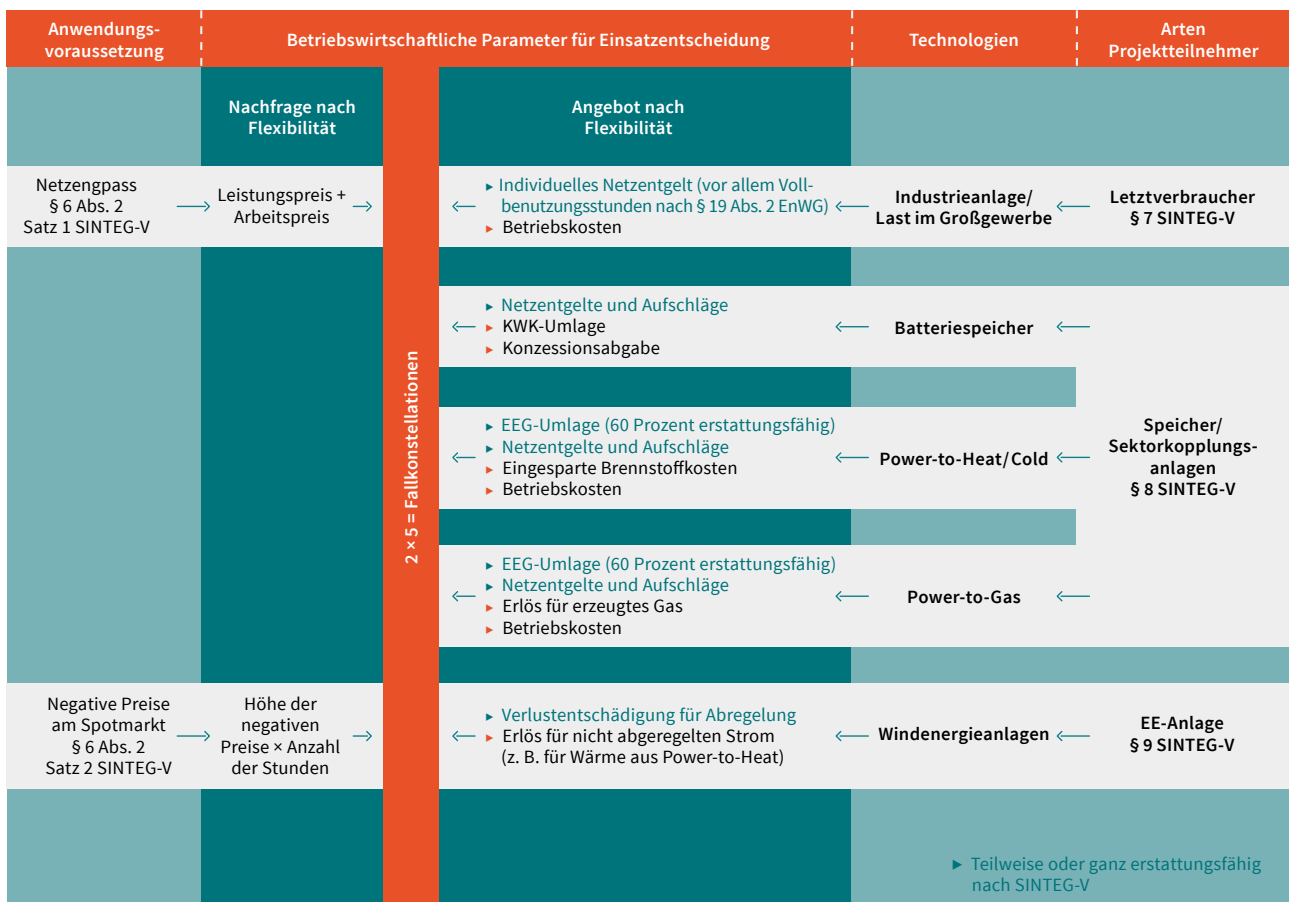 Anwendungs-
voraussetzung
Betriebswirtschaftliche Parameter für Einsatzentscheidung
Technologien
Arten
Projektteilnehmer
Nachfrage nach
Flexibilität
Angebot nach
Flexibilität
2 × 5 = Fallkonstellationen
Netzengpass
§ 6 Abs. 2
Satz 1 SINTEG-V
Leistungspreis +
Arbeitspreis
Individuelles Netzentgelt (vor allem Voll-
benutzungsstunden nach § 19 Abs. 2 EnWG)
Betriebskosten
Industrieanlage/
Last im Großgewerbe
Letztverbraucher
§ 7 SINTEG-V
Netzentgelte und Aufschläge
KWK-Umlage
Konzessionsabgabe
Batteriespeicher
EEG-Umlage (60 Prozent erstattungsfähig)
Netzentgelte und Aufschläge
Eingesparte Brennstoffkosten
Betriebskosten
Power-to-Heat/Cold
Speicher/
Sektorkopplungs-
anlagen
§ 8 SINTEG-V
EEG-Umlage (60 Prozent erstattungsfähig)
Netzentgelte und Aufschläge
Erlös für erzeugtes Gas
Betriebskosten
Power-to-Gas
Negative Preise
am Spotmarkt
§ 6 Abs. 2
Satz 2 SINTEG-V
Höhe der
negativen
Preise × Anzahl
der Stunden
Verlustentschädigung für Abregelung
Erlös für nicht abgeregelten Strom
(z. B. für Wärme aus Power-to-Heat)
Windenergieanlagen
EE-Anlage
§ 9 SINTEG-V
Teilweise oder ganz erstattungsfähig
nach SINTEG-V